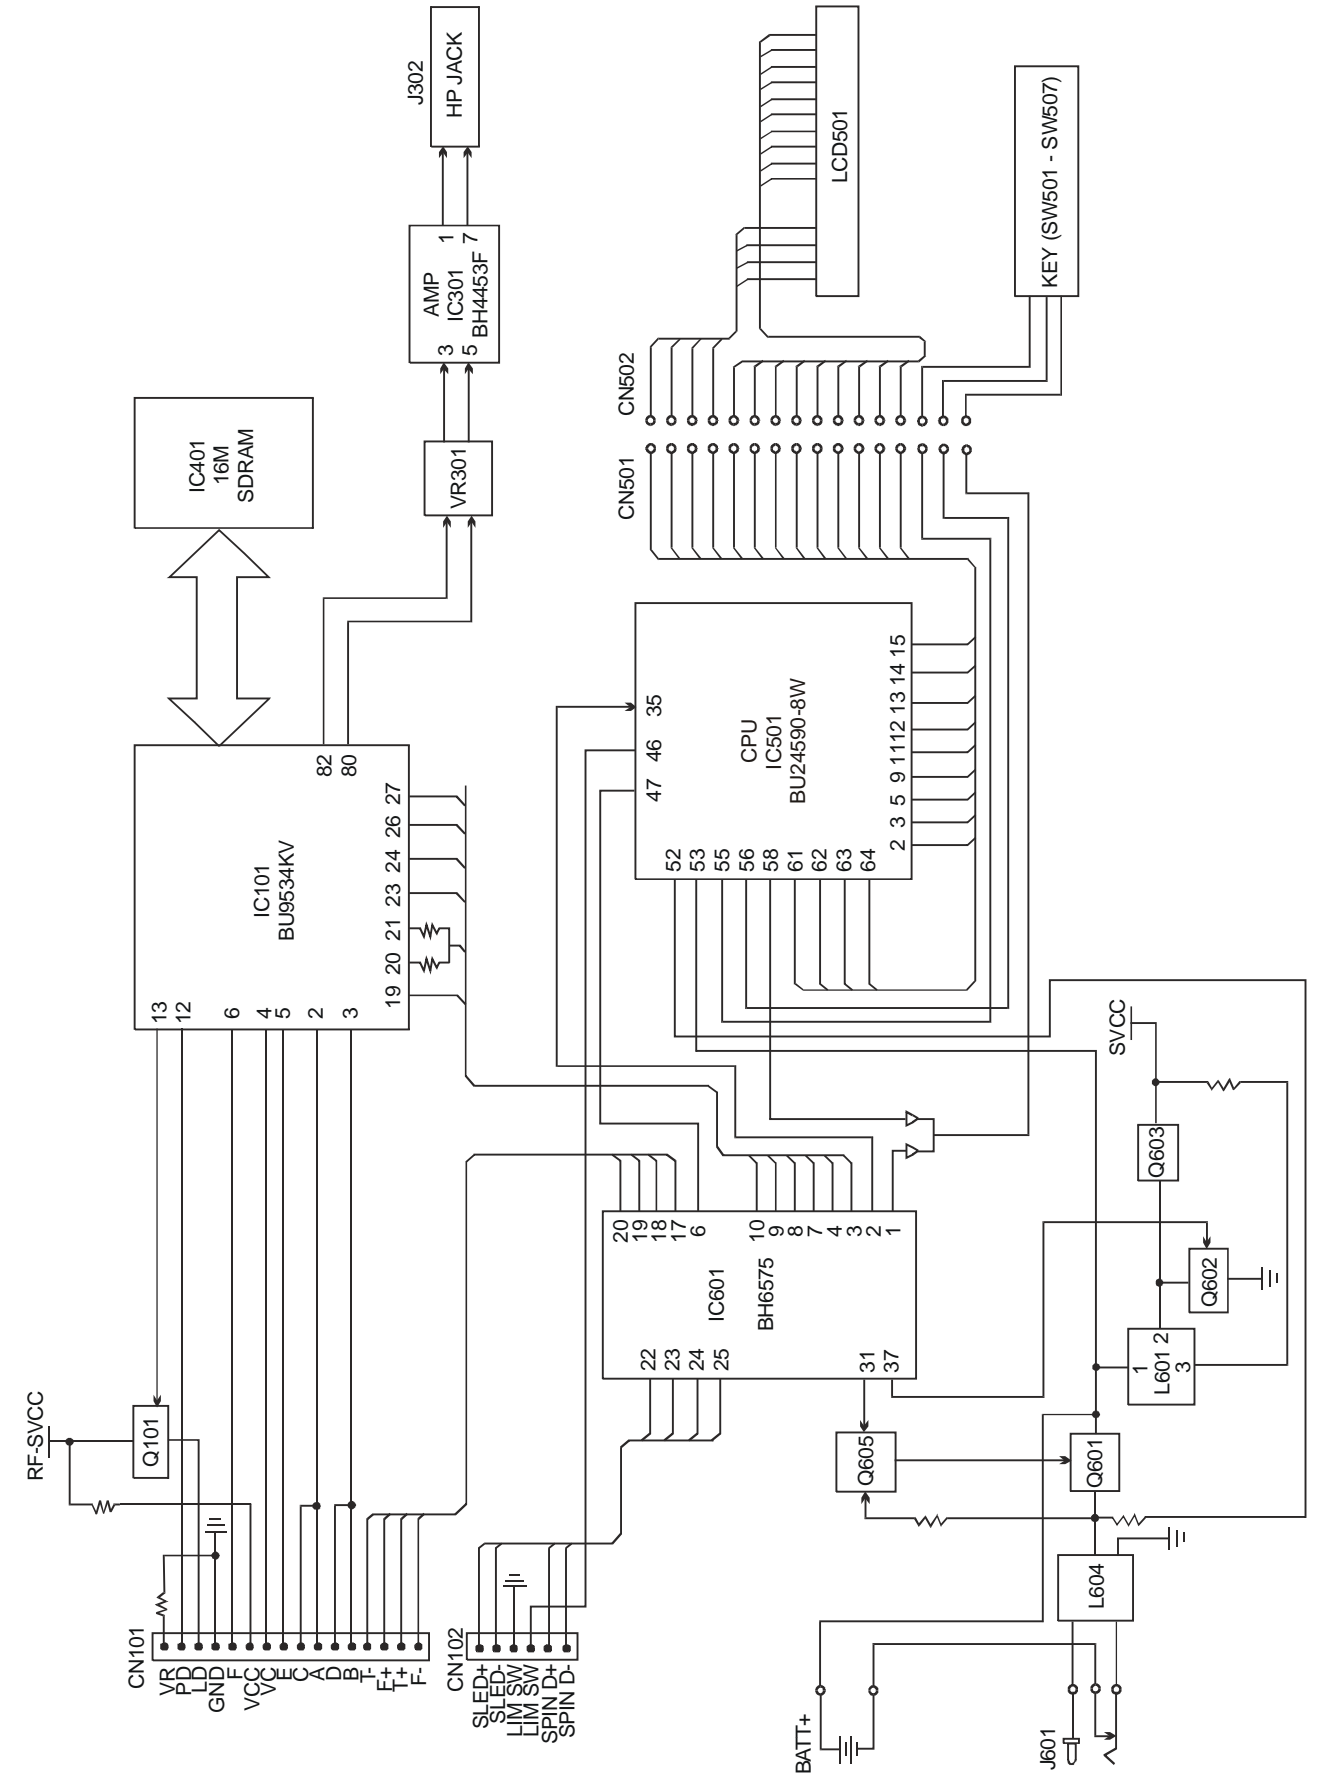 J302
HP JACK
AMP
IC301
BH4453F
1
7
3
5
VR301
IC401
16M
SDRAM
LCD501
KEY (SW501 - SW507)
CN502
CN501
IC101
BU9534KV
82
80
27
26
24
23
21
20
19
13
12
6
4
5
2
3
CPU
IC501
BU24590-8W
35
46
47
15
14
13
12
11
9
5
3
2
52
53
55
56
58
61
62
63
64
SVCC
Q603
Q602
L601
1
2
3
IC601
BH6575
20
19
18
17
6
10
9
8
7
4
3
2
1
22
23
24
25
31
37
Q605
Q601
L604
RF-SVCC
Q101
CN101
VR
PD
LD
GND
F
VCC
VC
E
C
A
D
B
T-
F+
T+
F-
CN102
SLED+
SLED-
LIM SW
LIM SW
SPIN D+
SPIN D-
BATT+
J601